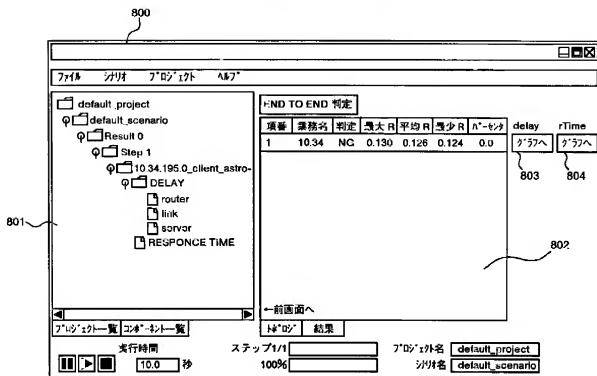 800
ファイル シナリオ プロジェクト ヘルプ
default_project
default_scenario
Result 0
Step 1
10.34.195.0_client_astro-
DELAY
router
link
server
RESPONCE TiME
801
END TO END 判定
項番 業務名 判定 最大 R 平均 R 最少 R パーセンタ
1 10.34 NG 0.130 0.126 0.124 0.0
delay rTime
グラフへ グラフへ
803 804
802
←前画面へ
プロジェクト一覧 コンポーネント一覧
トポロジ 結果
実行時間
10.0 秒
ステップ1/1
100%
プロジェクト名 default_project
シナリオ名 default_scenario